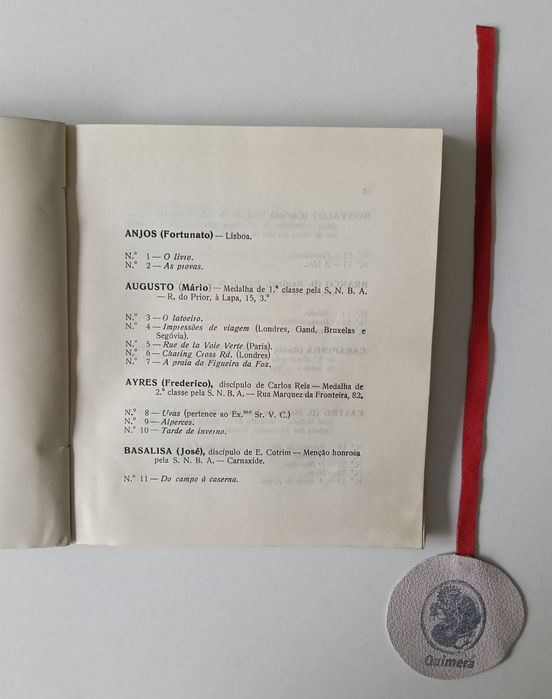 ANJOS (Fortunato) — Lisboa.
N.º 1 — O livro.
N.º 2 — As provas.
AUGUSTO (Mário) — Medalha de 1.ª classe pela S. N. B. A.
— R. do Prior, à Lapa, 15, 3.º
N.º 3 — O latoeiro.
N.º 4 — Impressões de viagem (Londres, Gand, Bruxelas e
Segóvia).
N.º 5 — Rue de la Voie Verte (Paris).
N.º 6 — Charing Cross Rd. (Londres)
N.º 7 — A praia da Figueira da Foz.
AYRES (Frederico), discípulo de Carlos Reis — Medalha de
2.ª classe pela S. N. B. A. — Rua Marquez da Fronteira, 82.
N.º 8 — Uvas (pertence ao Ex.mo Sr. V. C.)
N.º 9 — Alperces.
N.º 10 — Tarde de inverno.
BASALISA (José), discípulo de E. Cotrim — Menção honrosa
pela S. N. B. A. — Carnaxide.
N.º 11 — Do campo à caserna.
Quimera